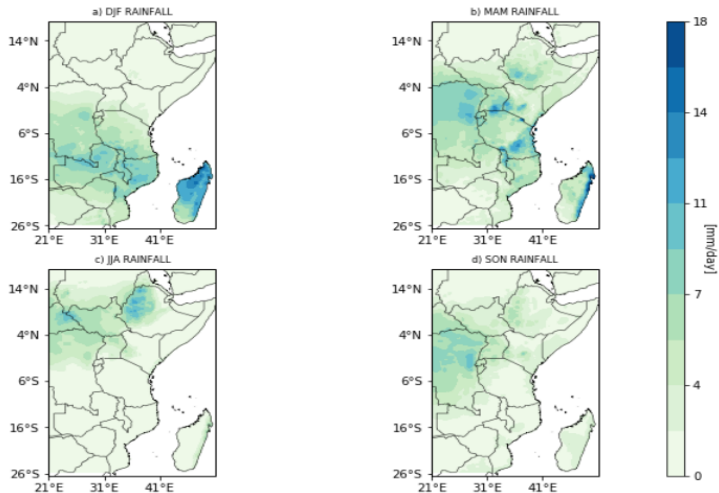 a) DJF RAINFALL
14°N
4°N
6°S
16°S
26°S
21°E 31°E 41°E
b) MAM RAINFALL
14°N
4°N
6°S
16°S
26°S
21°E 31°E 41°E
c) JJA RAINFALL
14°N
4°N
6°S
16°S
26°S
21°E 31°E 41°E
d) SON RAINFALL
14°N
4°N
6°S
16°S
26°S
21°E 31°E 41°E
18
14
11
7
4
0
[mm/day]